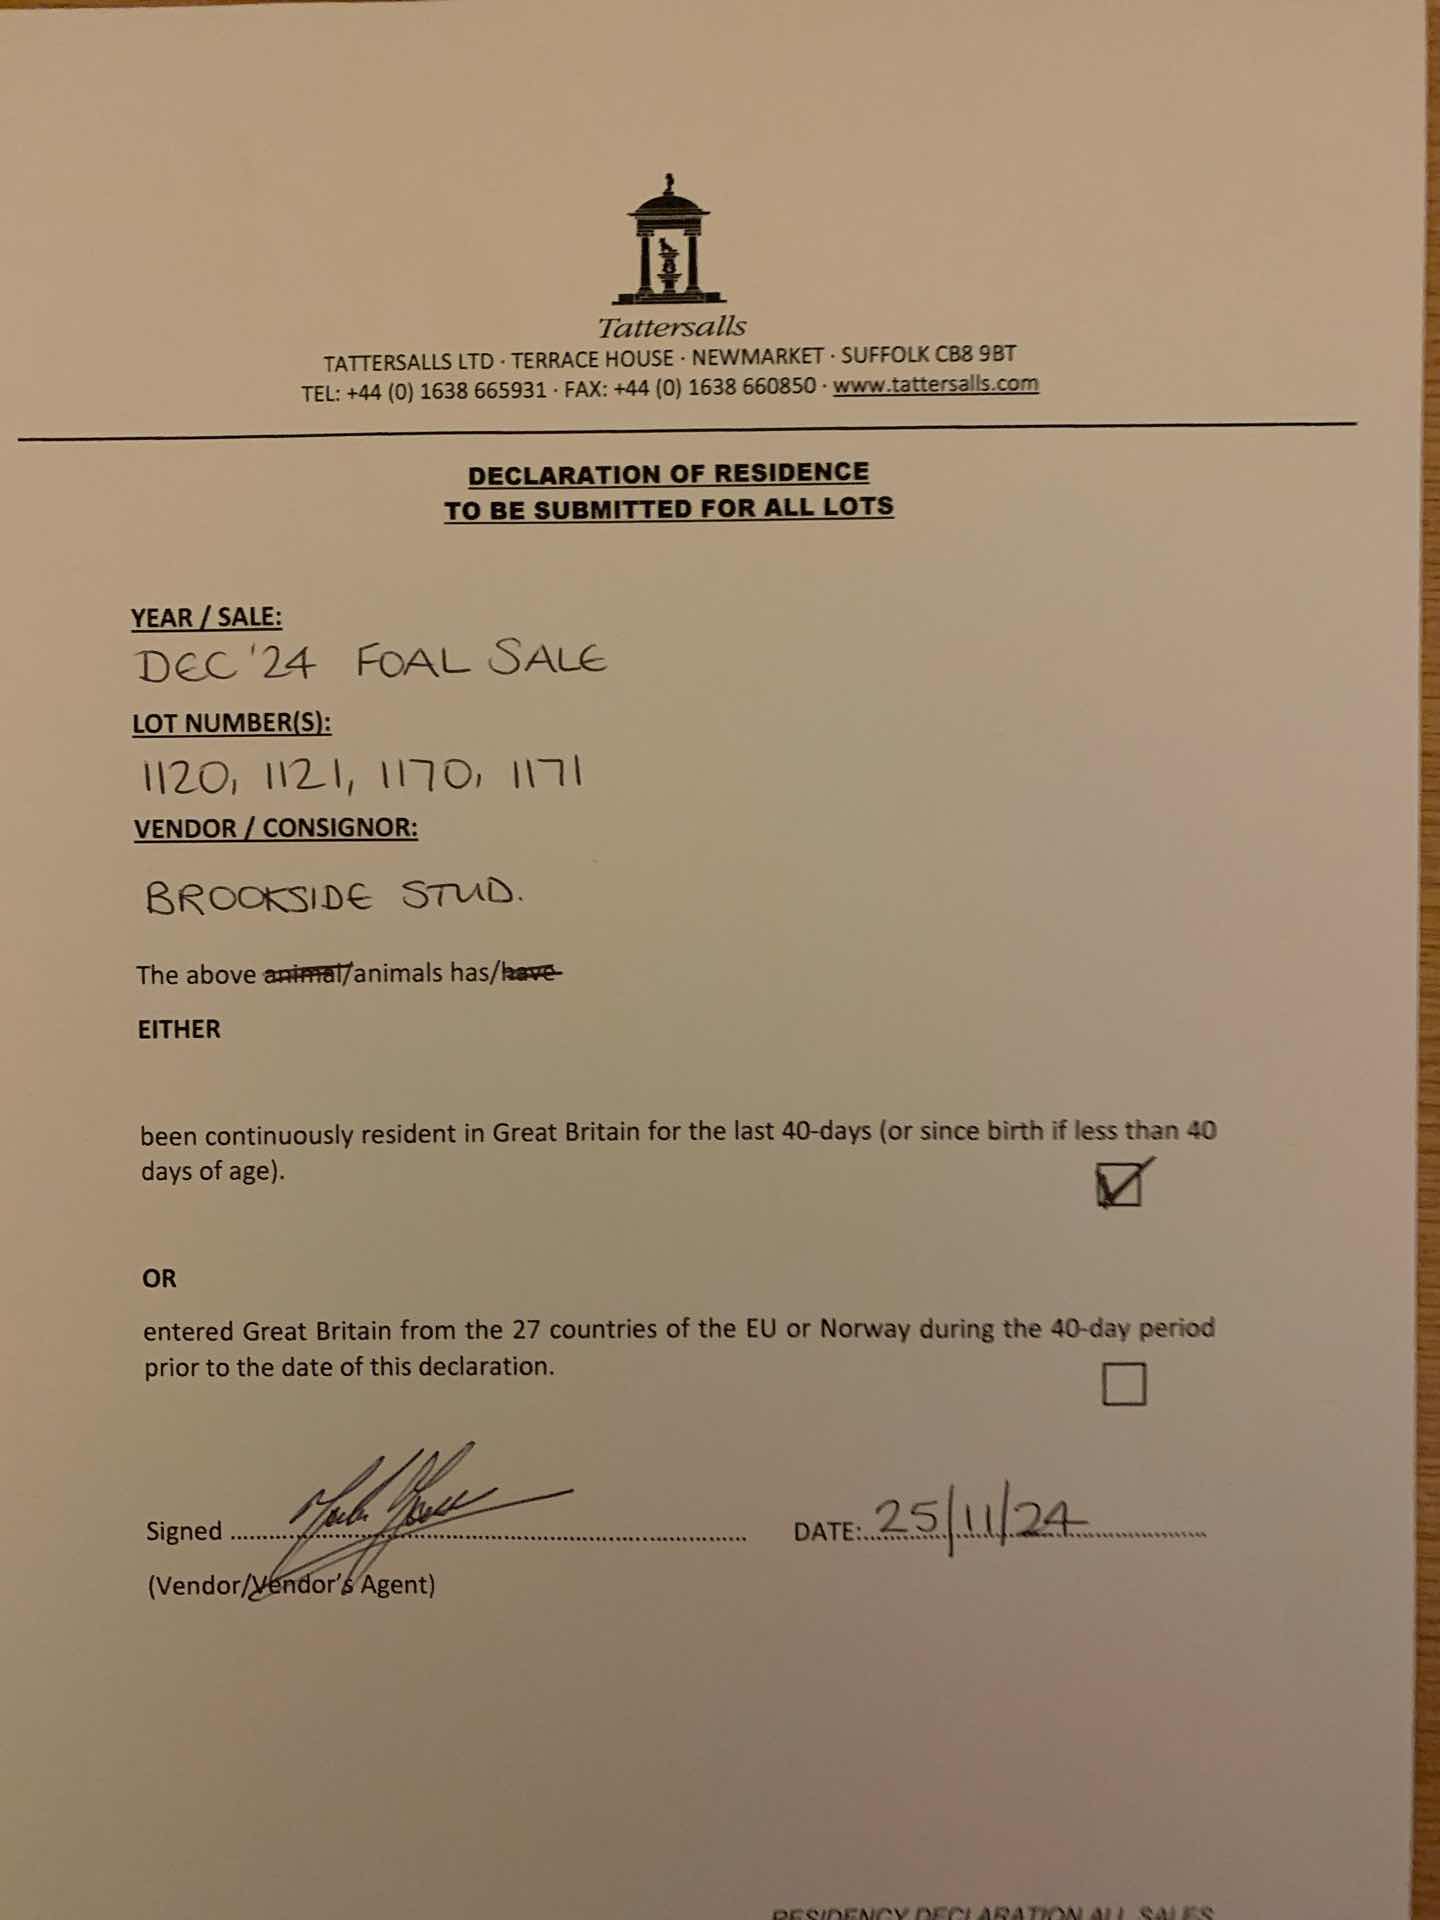 Tattersalls
TATTERSALLS LTD · TERRACE HOUSE · NEWMARKET · SUFFOLK CB8 9BT
TEL: +44 (0) 1638 665931 · FAX: +44 (0) 1638 660850 · www.tattersalls.com
DECLARATION OF RESIDENCE
TO BE SUBMITTED FOR ALL LOTS
YEAR / SALE:
DEC '24 FOAL SALE
LOT NUMBER(S):
1120, 1121, 1170, 1171
VENDOR / CONSIGNOR:
BROOKSIDE STUD.
The above animal/animals has/have
EITHER
been continuously resident in Great Britain for the last 40-days (or since birth if less than 40
days of age).
OR
entered Great Britain from the 27 countries of the EU or Norway during the 40-day period
prior to the date of this declaration.
Signed
DATE: 25/11/24
(Vendor/Vendor's Agent)
RESIDENCY DECLARATION ALL SALES